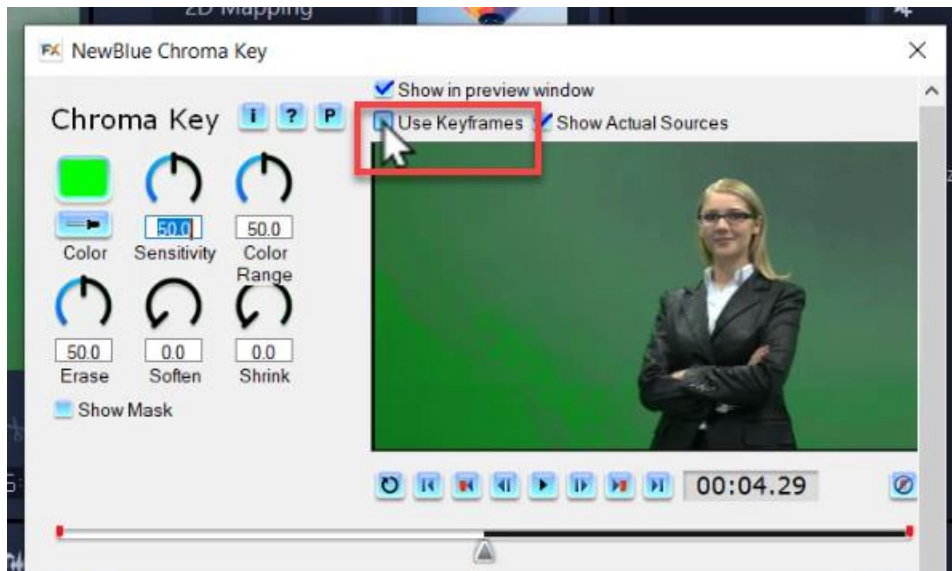 2D Mapping
FX NewBlue Chroma Key
Show in preview window
Chroma Key i ? P
Use Keyframes Show Actual Sources
50.0 50.0
Color Sensitivity Color Range
50.0 0.0 0.0
Erase Soften Shrink
Show Mask
00:04.29